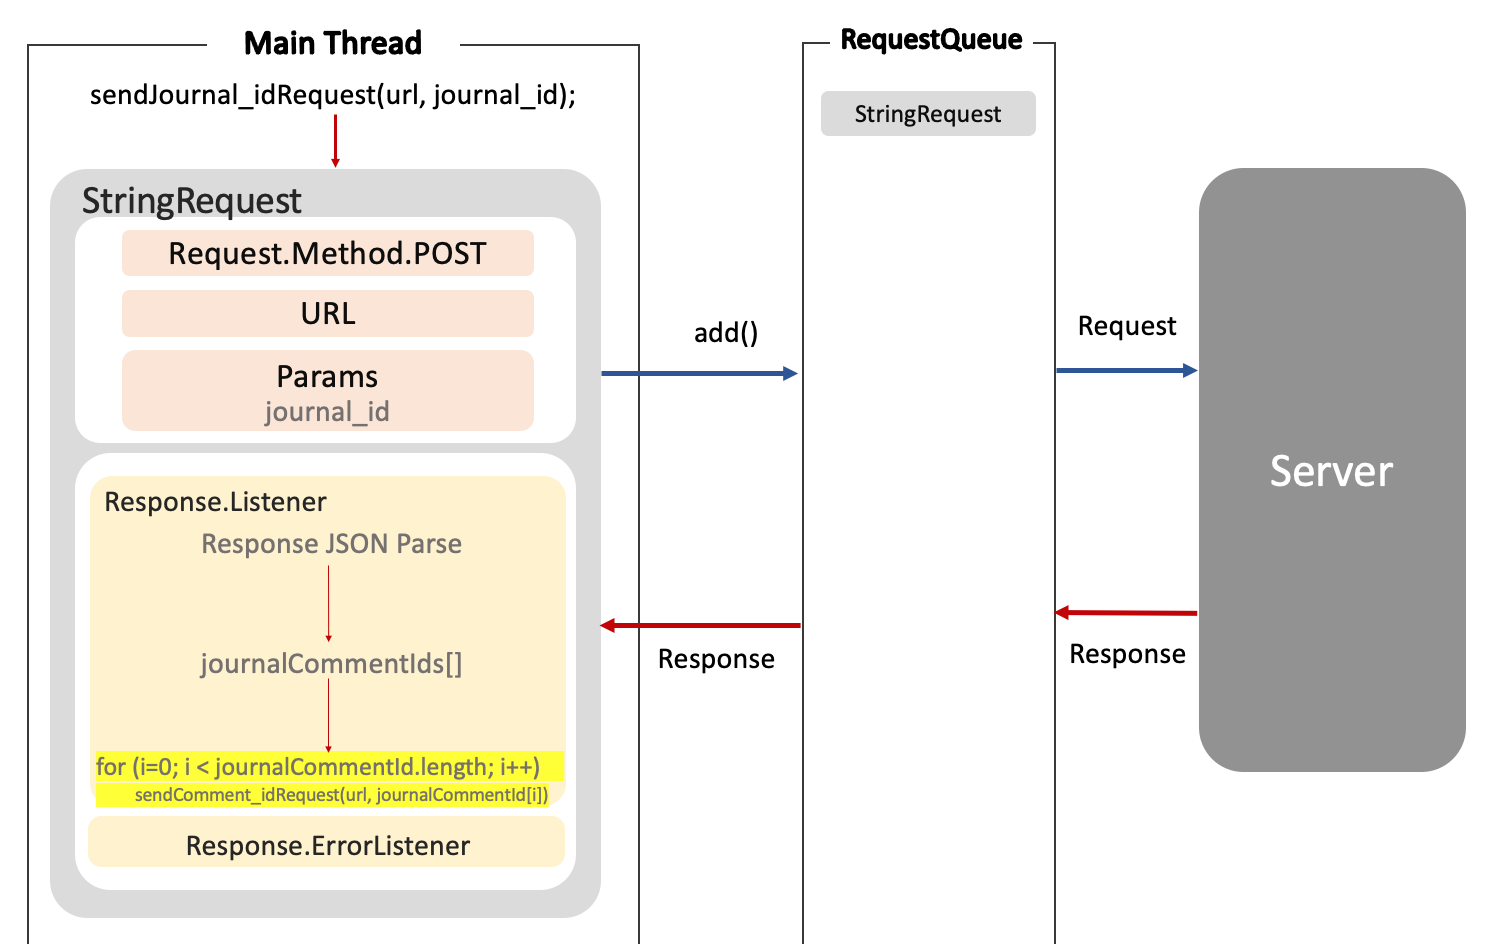 Main Thread
sendJournal_idRequest(url, journal_id);
StringRequest
Request.Method.POST
URL
Params
journal_id
Response.Listener
Response JSON Parse
journalCommentIds[]
for (i=0; i < journalCommentId.length; i++)
sendComment_idRequest(url, journalCommentId[i])
Response.ErrorListener
add()
Response
RequestQueue
StringRequest
Request
Response
Server